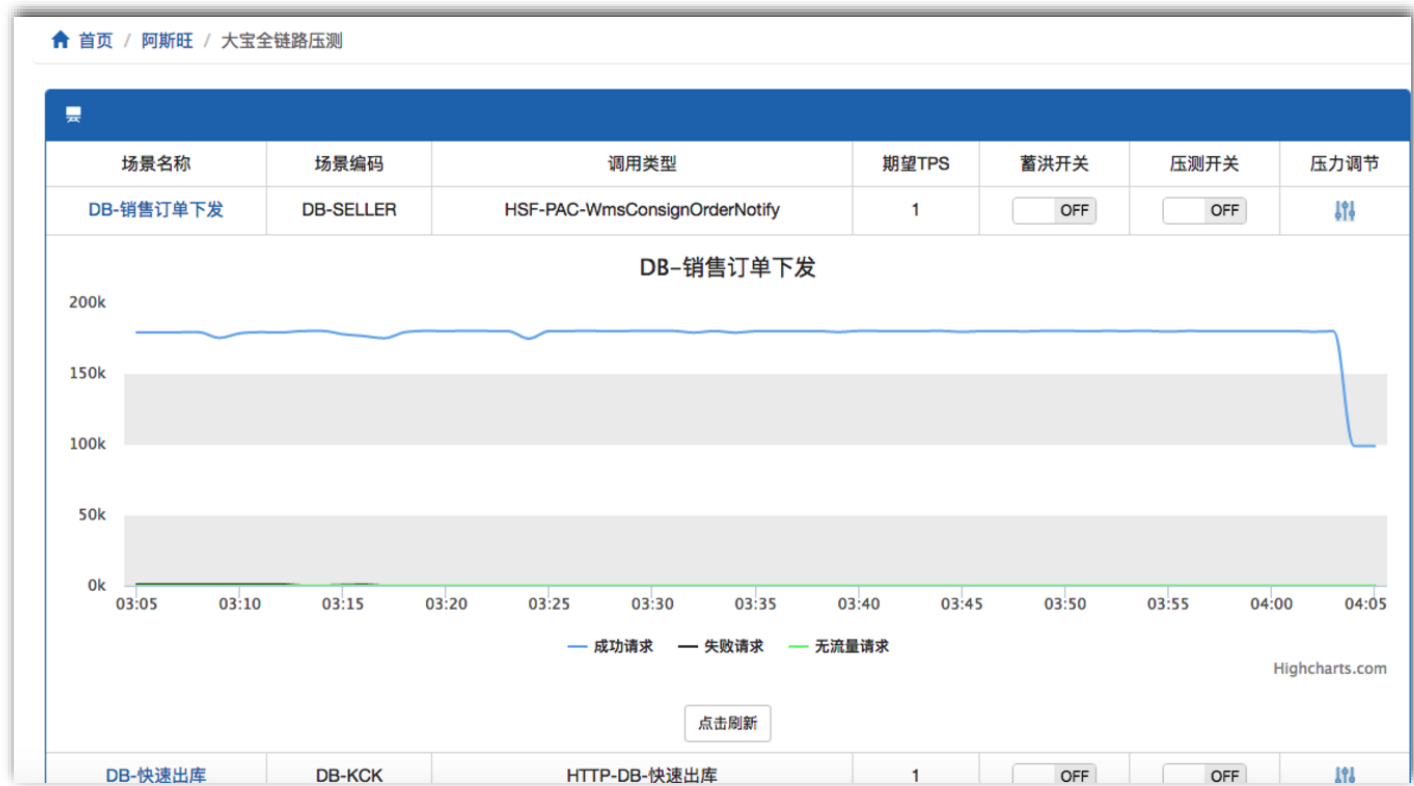 首页 / 阿斯旺 / 大宝全链路压测
场景名称 场景编码 调用类型 期望TPS 蓄洪开关 压测开关 压力调节
DB-销售订单下发 DB-SELLER HSF-PAC-WmsConsignOrderNotify 1 OFF OFF
DB-销售订单下发
200k
150k
100k
50k
0k
03:05 03:10 03:15 03:20 03:25 03:30 03:35 03:40 03:45 03:50 03:55 04:00 04:05
成功请求 失败请求 无流量请求
Highcharts.com
点击刷新
DB-快速出库 DB-KCK HTTP-DB-快速出库 1 OFF OFF